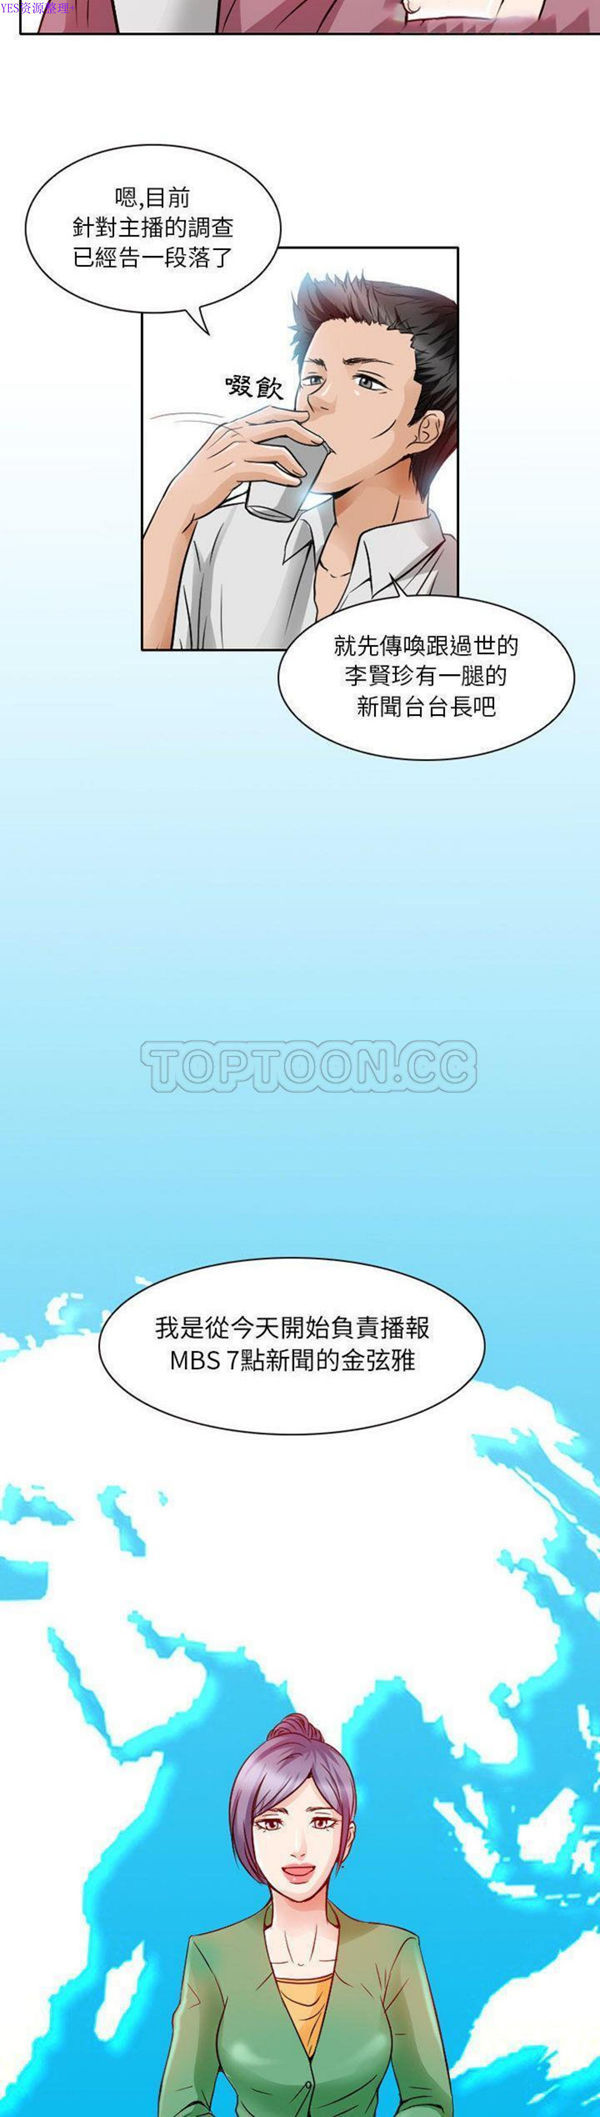 YES资源整理+
嗯,目前
針對主播的調查
已經告一段落了
啜飲
就先傳喚跟過世的
李賢珍有一腿的
新聞台台長吧
TOPTOON.CC
我是從今天開始負責播報
MBS 7點新聞的金弦雅